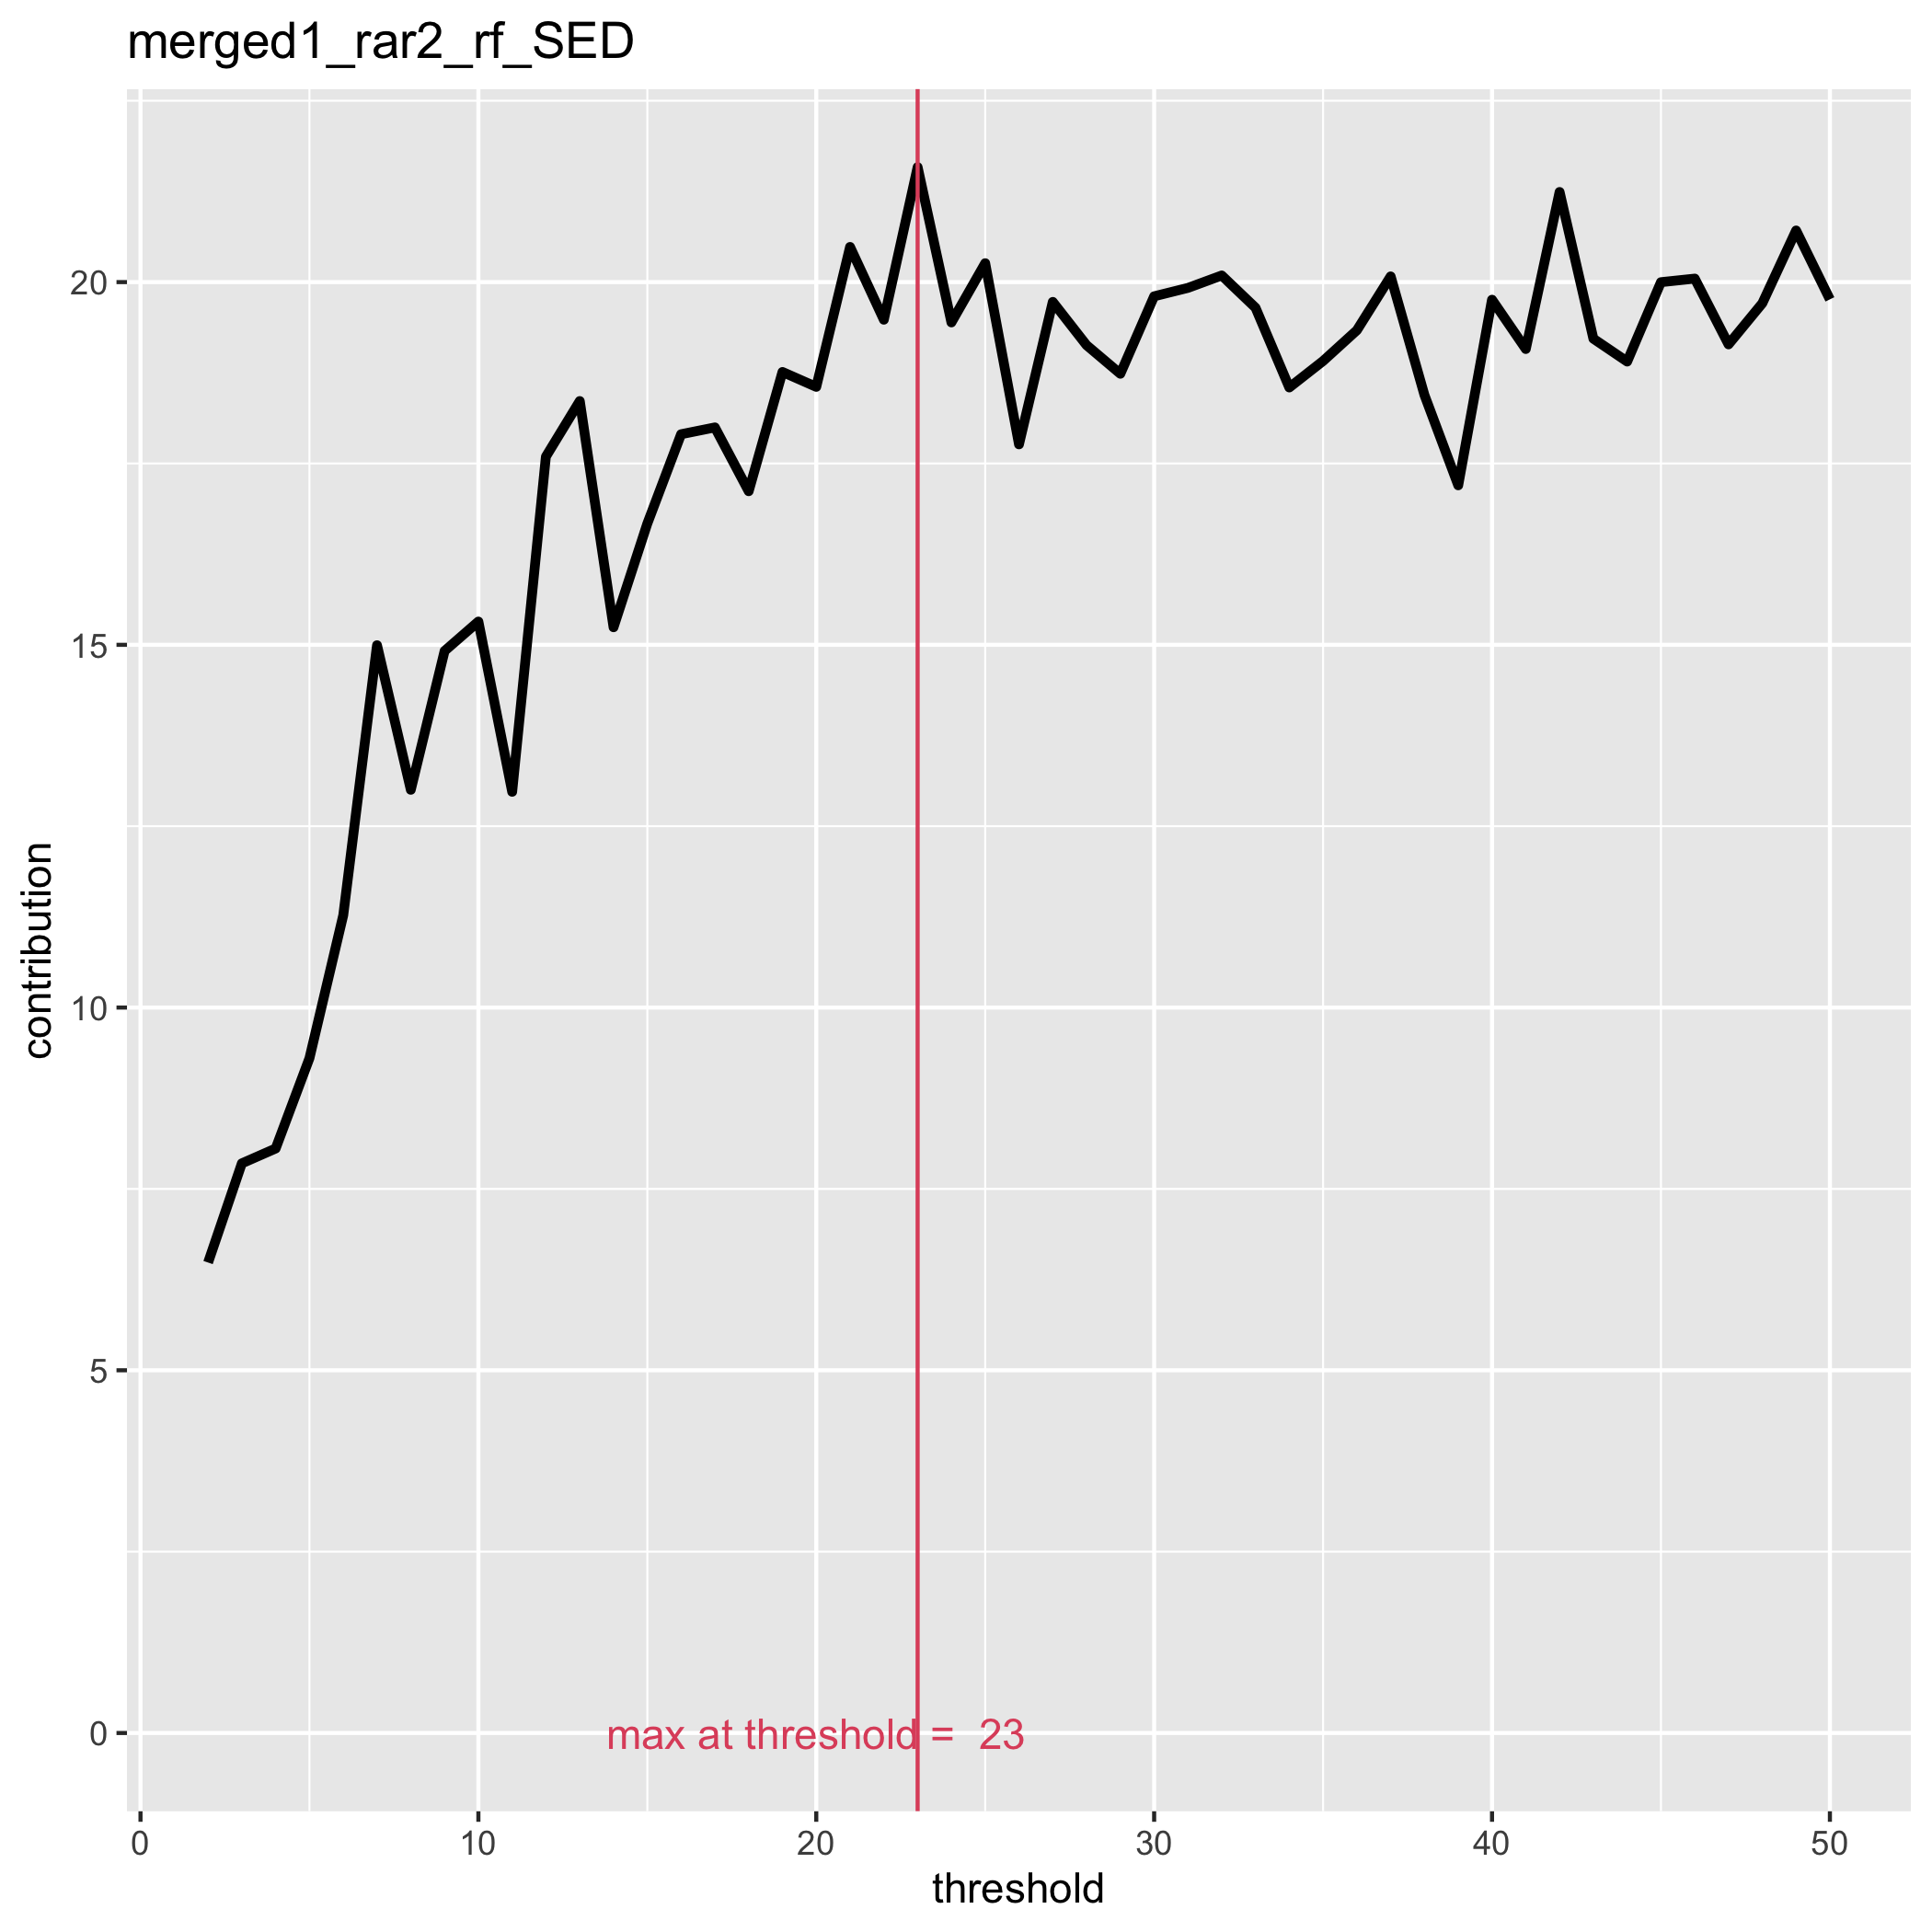 merged1_rar2_rf_SED
contribution
20
15
10
5
0
max at threshold =  23
0 10 20 30 40 50
threshold